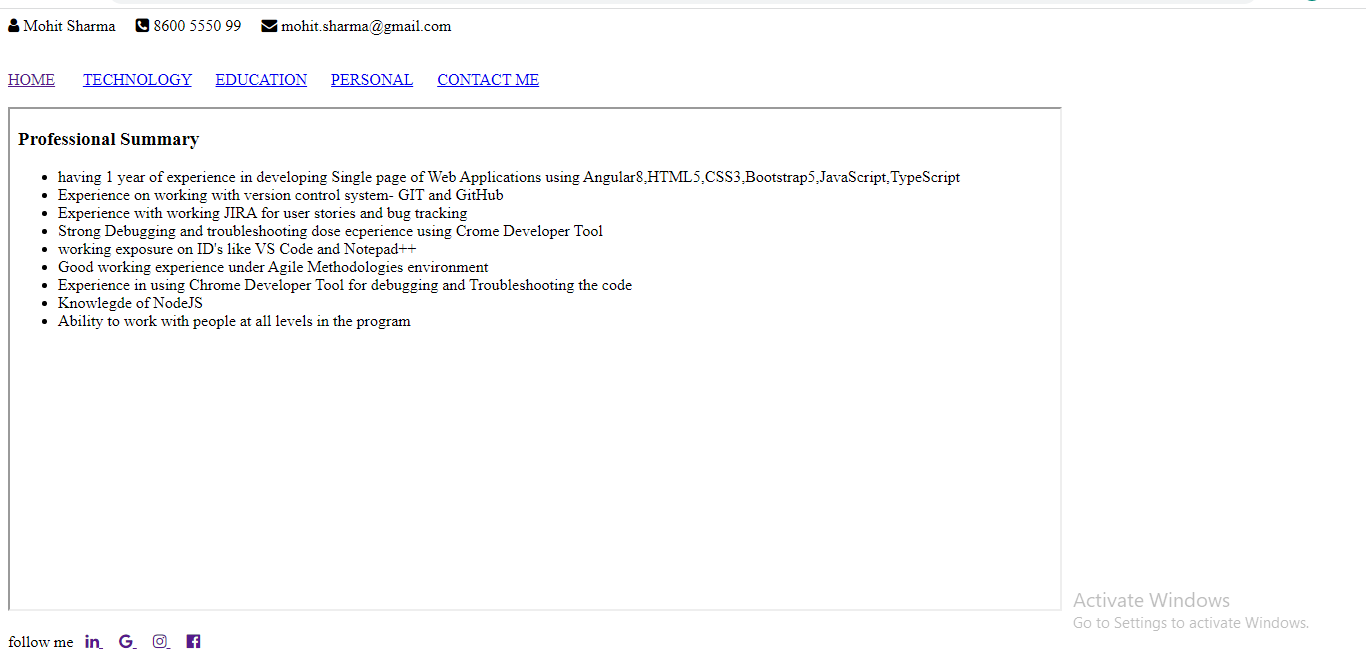 Mohit Sharma 8600 5550 99 mohit.sharma@gmail.com
HOME TECHNOLOGY EDUCATION PERSONAL CONTACT ME
Professional Summary
• having 1 year of experience in developing Single page of Web Applications using Angular8,HTML5,CSS3,Bootstrap5,JavaScript,TypeScript
• Experience on working with version control system- GIT and GitHub
• Experience with working JIRA for user stories and bug tracking
• Strong Debugging and troubleshooting dose ecperience using Crome Developer Tool
• working exposure on ID's like VS Code and Notepad++
• Good working experience under Agile Methodologies environment
• Experience in using Chrome Developer Tool for debugging and Troubleshooting the code
• Knowlegde of NodeJS
• Ability to work with people at all levels in the program
Activate Windows
Go to Settings to activate Windows.
follow me